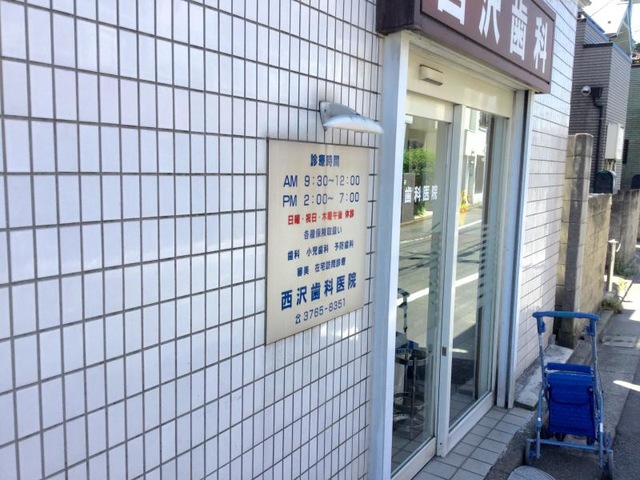 西沢歯科
診療時間
AM 9:30〜12:00
PM 2:00〜 7:00
日曜・祝日・木曜午後 休診
各種保険取扱い
歯科 小児歯科 予防歯科
審美 在宅訪問診療
西沢歯科医院
☎3765-8351
歯科医院